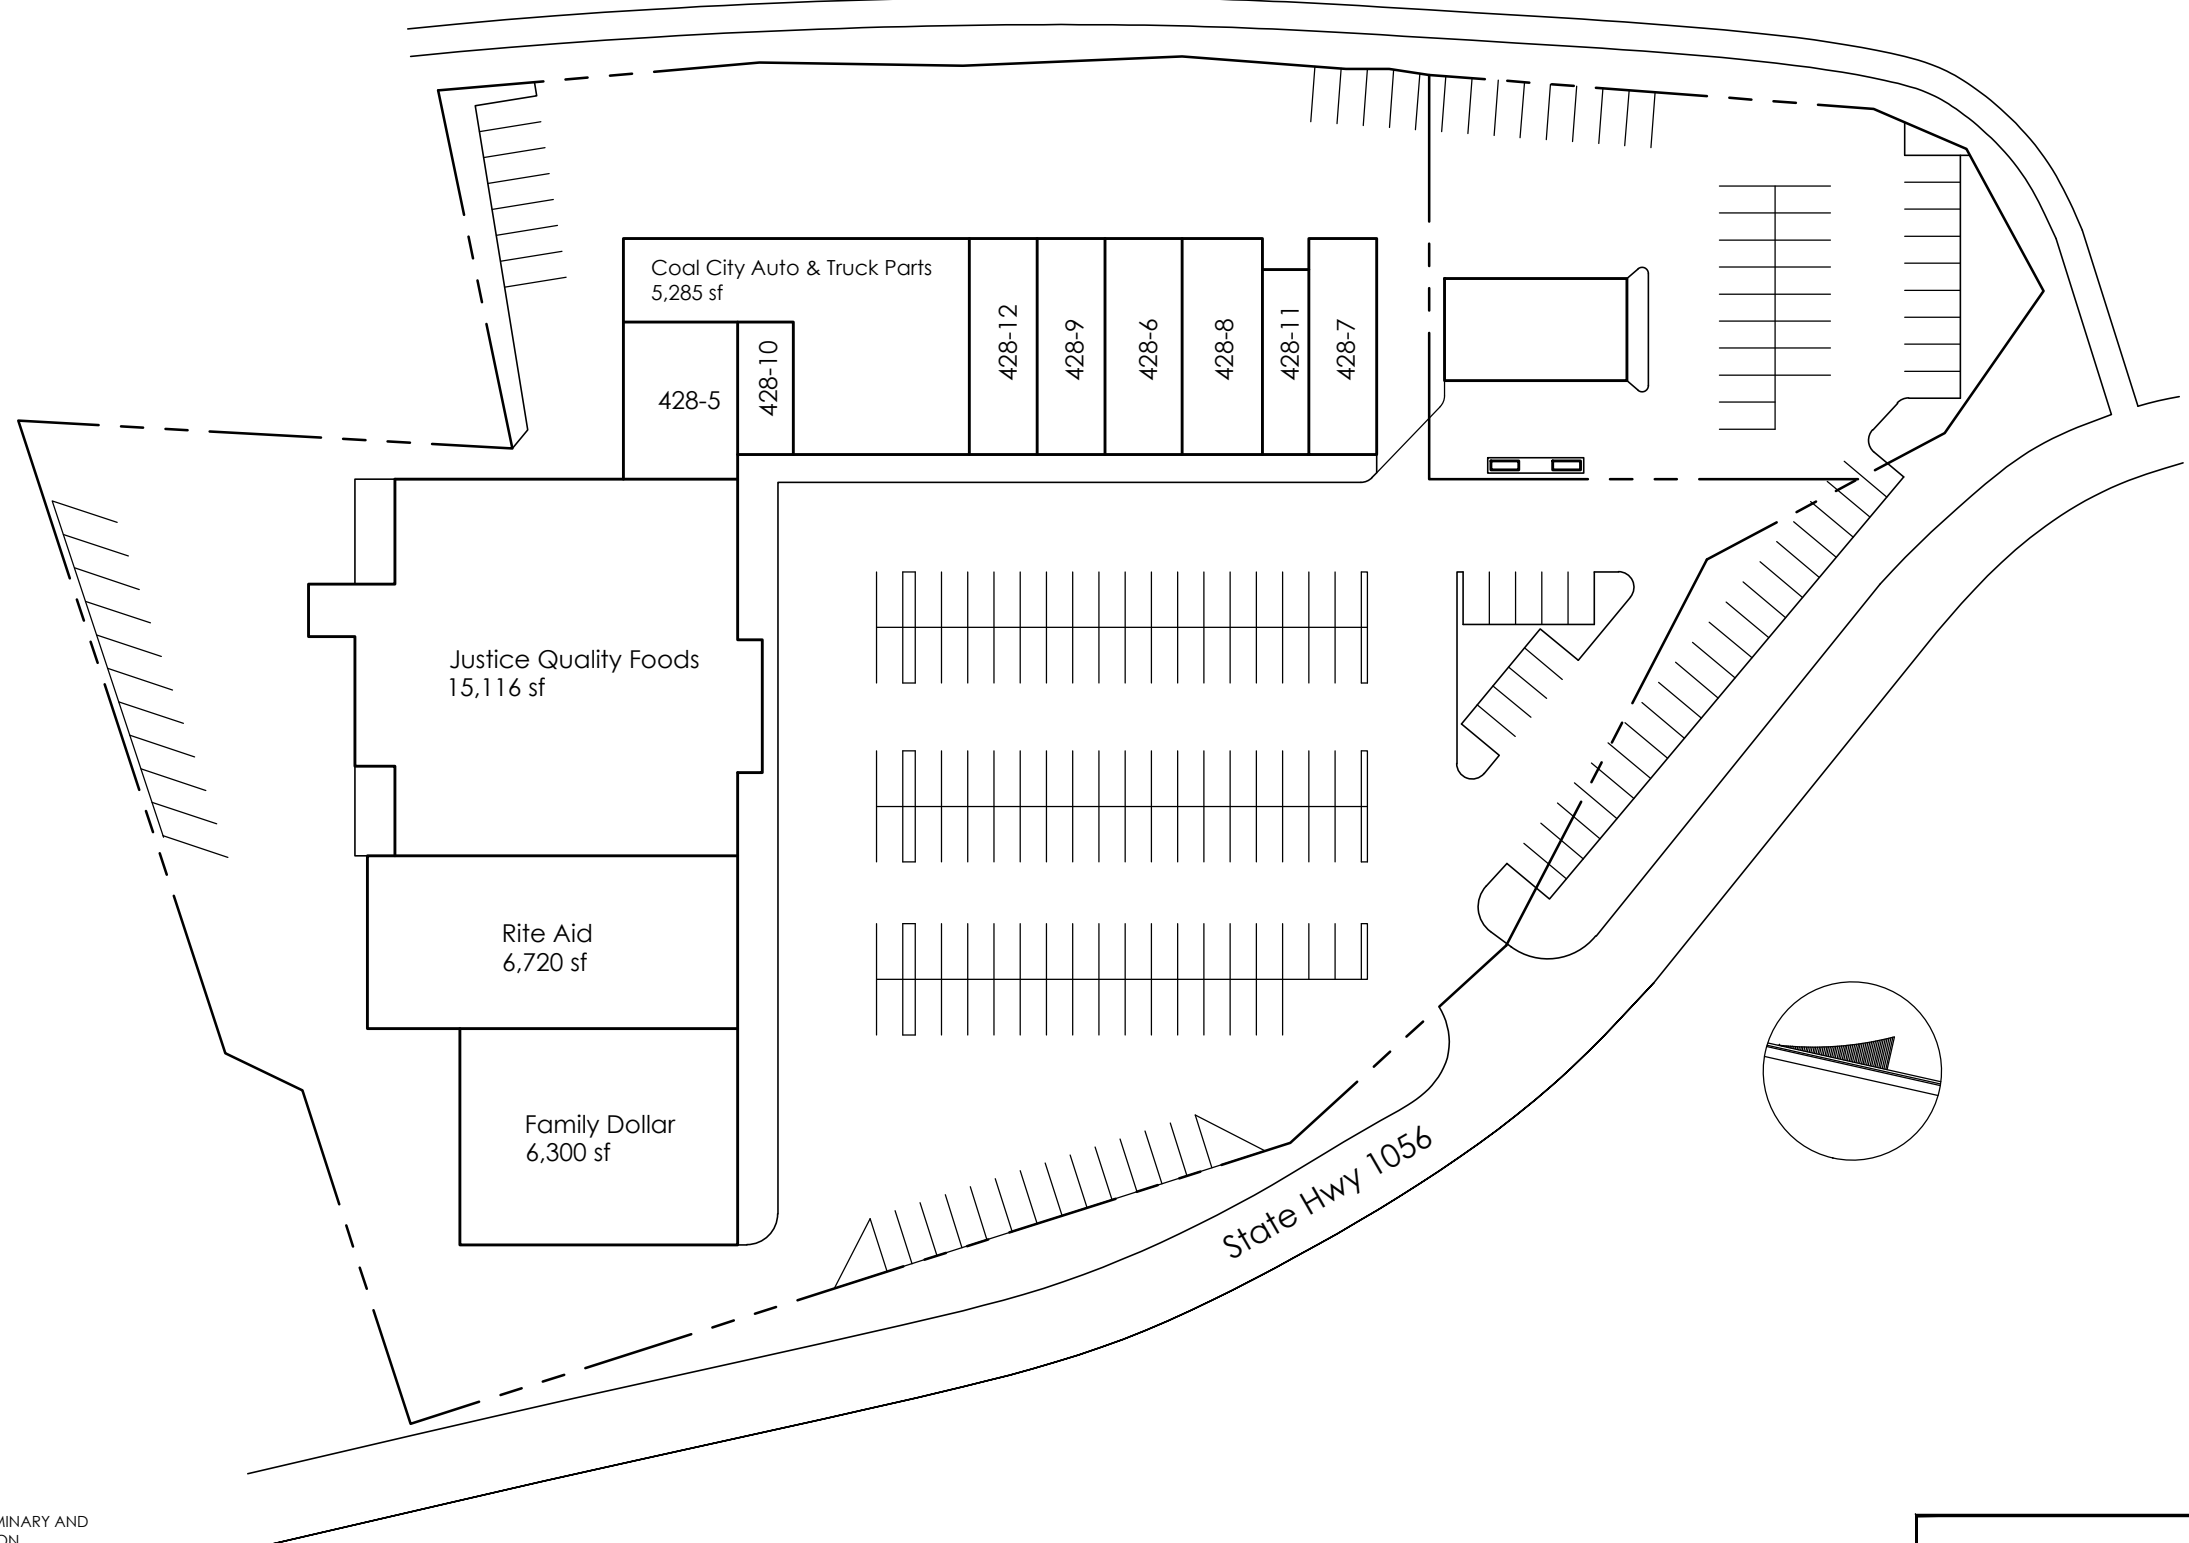 Coal City Auto & Truck Parts
5,285 sf
428-12
428-9
428-6
428-8
428-11
428-7
428-5
428-10
Justice Quality Foods
15,116 sf
Rite Aid
6,720 sf
Family Dollar
6,300 sf
State Hwy 1056
AND